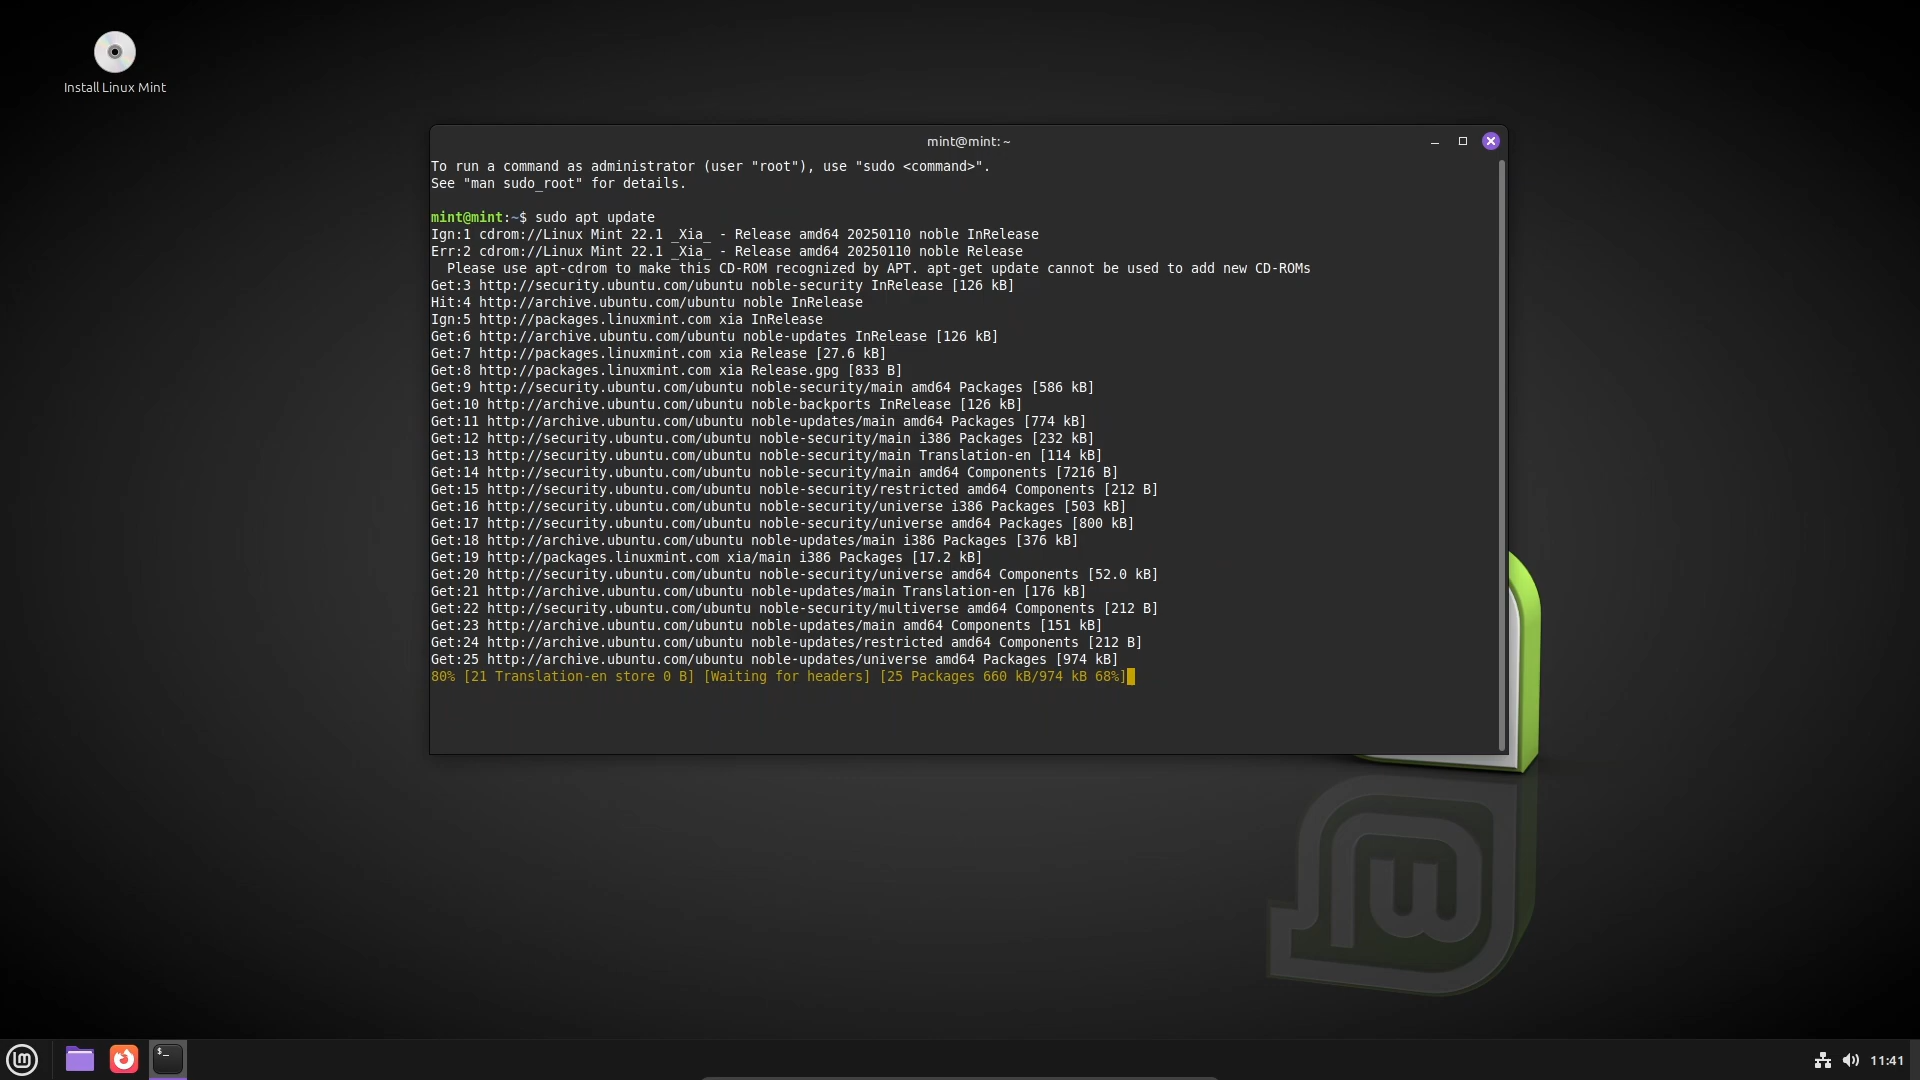 Install Linux Mint
mint@mint: ~
To run a command as administrator (user "root"), use "sudo <command>".
See "man sudo_root" for details.
mint@mint:~$ sudo apt update
Ign:1 cdrom://Linux Mint 22.1 _Xia_ - Release amd64 20250110 noble InRelease
Err:2 cdrom://Linux Mint 22.1 _Xia_ - Release amd64 20250110 noble Release
Please use apt-cdrom to make this CD-ROM recognized by APT. apt-get update cannot be used to add new CD-ROMs
Get:3 http://security.ubuntu.com/ubuntu noble-security InRelease [126 kB]
Hit:4 http://archive.ubuntu.com/ubuntu noble InRelease
Ign:5 http://packages.linuxmint.com xia InRelease
Get:6 http://archive.ubuntu.com/ubuntu noble-updates InRelease [126 kB]
Get:7 http://packages.linuxmint.com xia Release [27.6 kB]
Get:8 http://packages.linuxmint.com xia Release.gpg [833 B]
Get:9 http://security.ubuntu.com/ubuntu noble-security/main amd64 Packages [586 kB]
Get:10 http://archive.ubuntu.com/ubuntu noble-backports InRelease [126 kB]
Get:11 http://archive.ubuntu.com/ubuntu noble-updates/main amd64 Packages [774 kB]
Get:12 http://security.ubuntu.com/ubuntu noble-security/main i386 Packages [232 kB]
Get:13 http://security.ubuntu.com/ubuntu noble-security/main Translation-en [114 kB]
Get:14 http://security.ubuntu.com/ubuntu noble-security/main amd64 Components [7216 B]
Get:15 http://security.ubuntu.com/ubuntu noble-security/restricted amd64 Components [212 B]
Get:16 http://security.ubuntu.com/ubuntu noble-security/universe i386 Packages [503 kB]
Get:17 http://security.ubuntu.com/ubuntu noble-security/universe amd64 Packages [800 kB]
Get:18 http://archive.ubuntu.com/ubuntu noble-updates/main i386 Packages [376 kB]
Get:19 http://packages.linuxmint.com xia/main i386 Packages [17.2 kB]
Get:20 http://security.ubuntu.com/ubuntu noble-security/universe amd64 Components [52.0 kB]
Get:21 http://archive.ubuntu.com/ubuntu noble-updates/main Translation-en [176 kB]
Get:22 http://security.ubuntu.com/ubuntu noble-security/multiverse amd64 Components [212 B]
Get:23 http://archive.ubuntu.com/ubuntu noble-updates/main amd64 Components [151 kB]
Get:24 http://archive.ubuntu.com/ubuntu noble-updates/restricted amd64 Components [212 B]
Get:25 http://archive.ubuntu.com/ubuntu noble-updates/universe amd64 Packages [974 kB]
80% [21 Translation-en store 0 B] [Waiting for headers] [25 Packages 660 kB/974 kB 68%]
$_
11:41